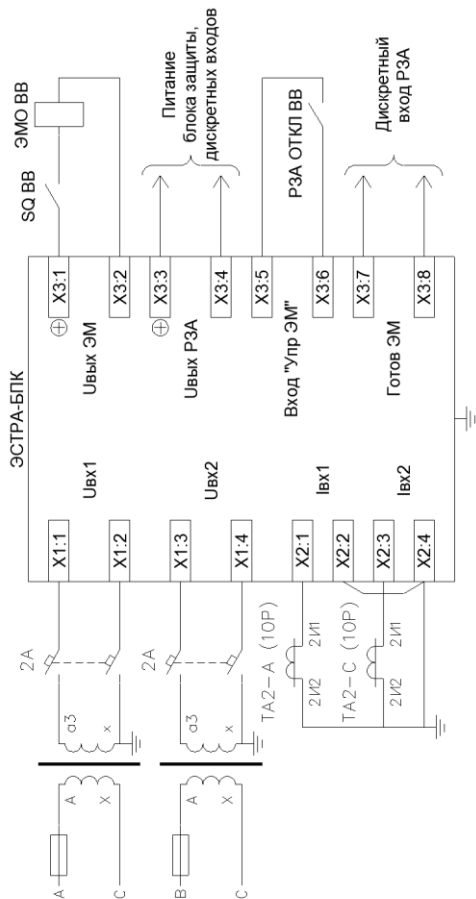 ЭСТРА-БПК
A
C
B
C
A
X
A
X
а3
x
а3
x
2А
2А
ТА2-А (10Р)
2И2
2И1
ТА2-С (10Р)
2И2
2И1
X1:1
X1:2
X1:3
X1:4
X2:1
X2:2
X2:3
X2:4
Uвх1
Uвх2
Iвх1
Iвх2
Uвых ЭМ
Uвых РЗА
Вход "Упр ЭМ"
Готов ЭМ
X3:1
X3:2
X3:3
X3:4
X3:5
X3:6
X3:7
X3:8
SQ ВВ
ЭМО ВВ
Питание
блока защиты,
дискретных входов
РЗА ОТКЛ ВВ
Дискретный
вход РЗА